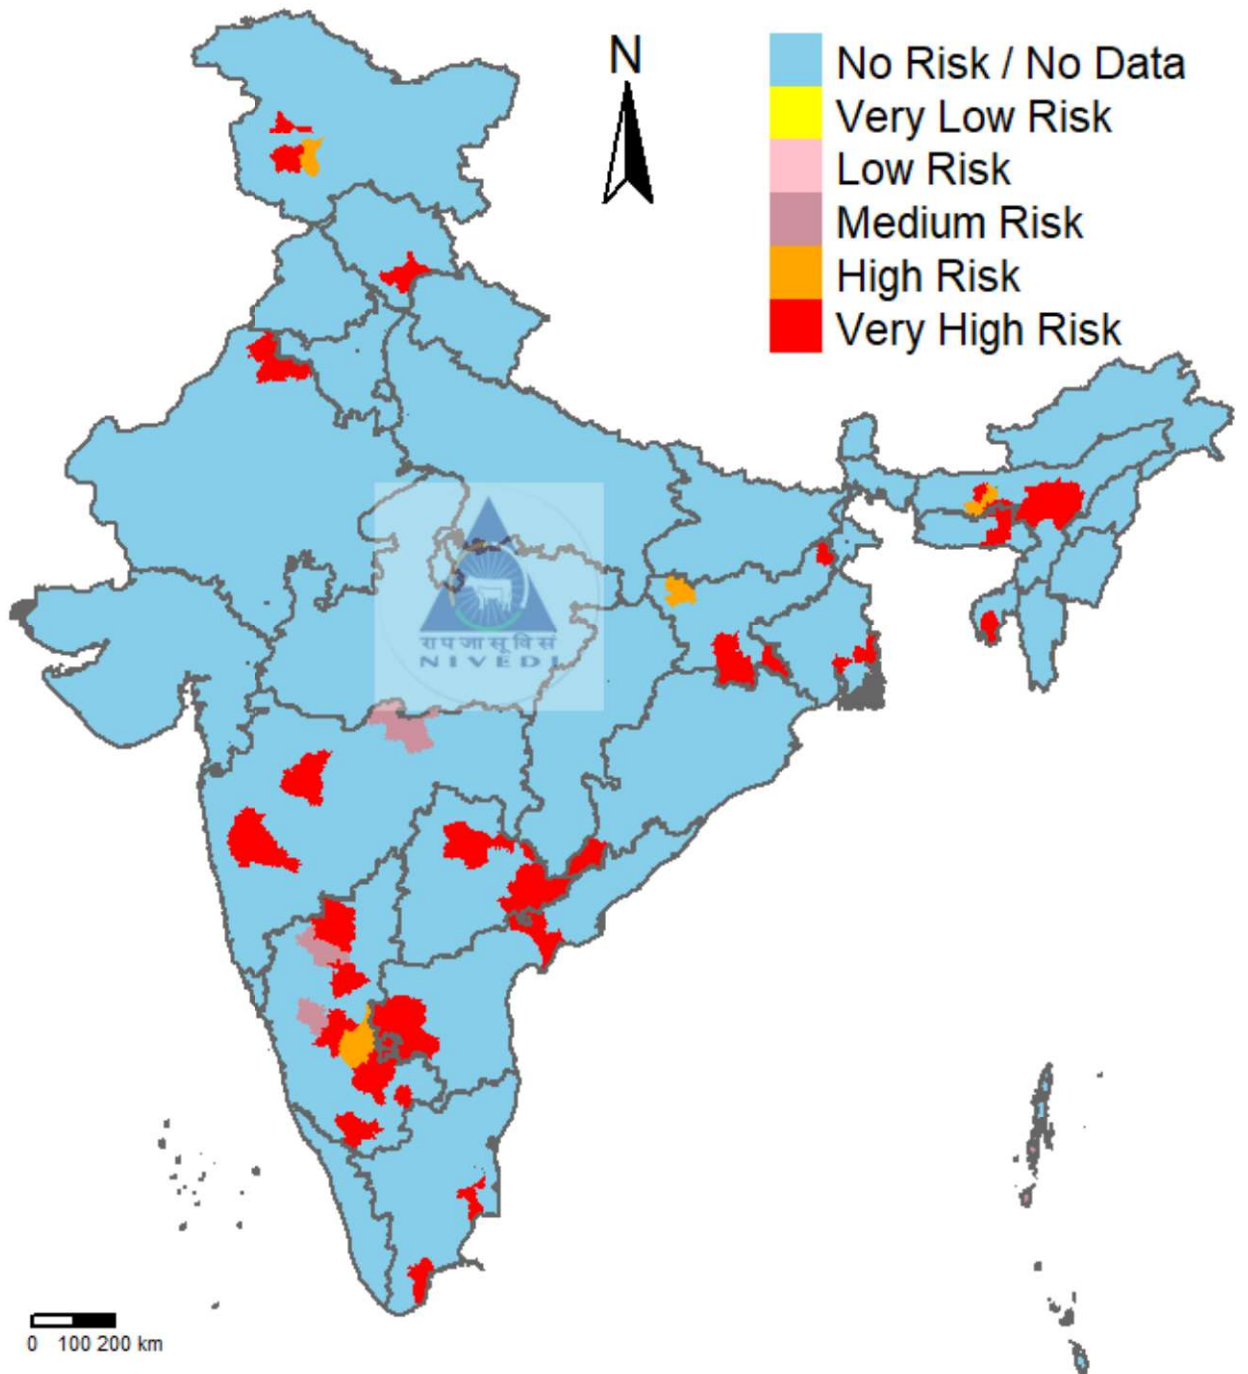 N
No Risk / No Data
Very Low Risk
Low Risk
Medium Risk
High Risk
Very High Risk
रा प जा सू वि सं
NIVEDI
0 100 200 km